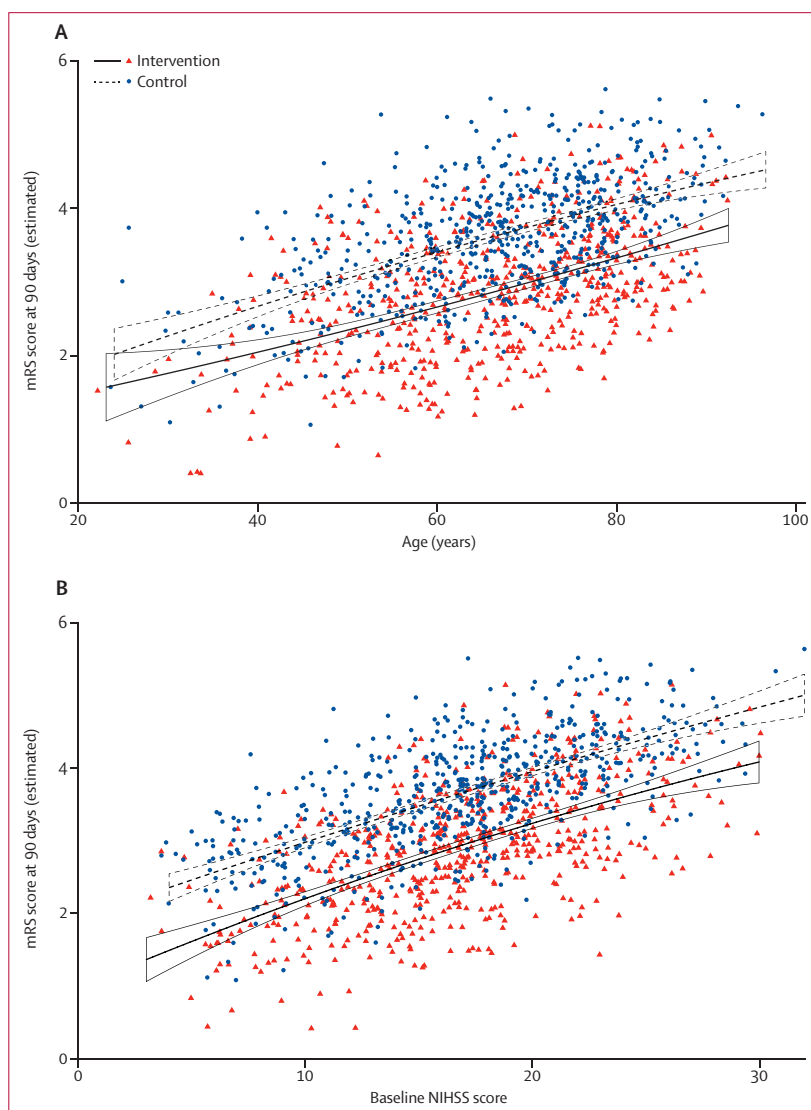 A
Intervention
Control
6
4
2
0
mRS score at 90 days (estimated)
20
40
60
80
100
Age (years)
B
6
4
2
0
mRS score at 90 days (estimated)
0
10
20
30
Baseline NIHSS score